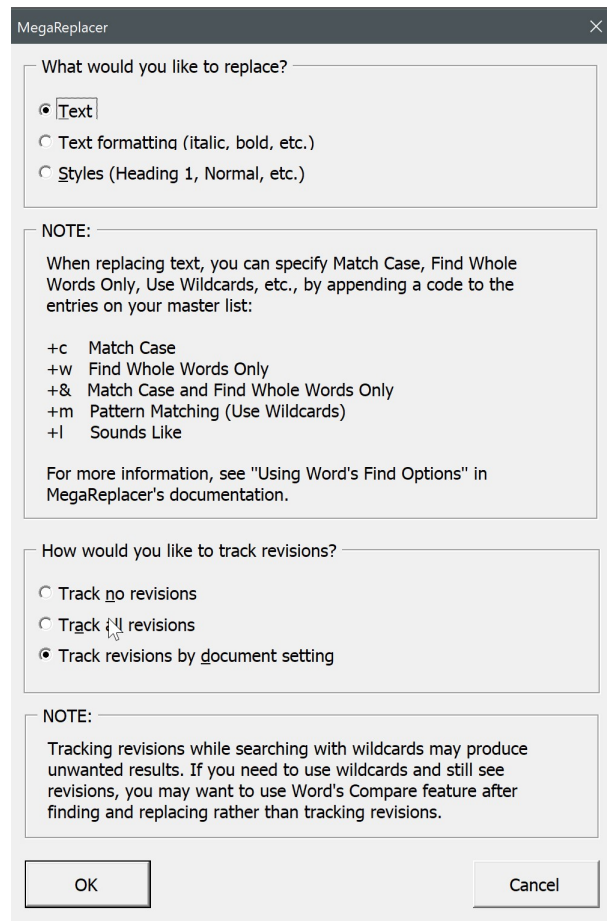 MegaReplacer
What would you like to replace?
Text
Text formatting (italic, bold, etc.)
Styles (Heading 1, Normal, etc.)
NOTE:
When replacing text, you can specify Match Case, Find Whole
Words Only, Use Wildcards, etc., by appending a code to the
entries on your master list:
+c Match Case
+w Find Whole Words Only
+& Match Case and Find Whole Words Only
+m Pattern Matching (Use Wildcards)
+l Sounds Like
For more information, see "Using Word's Find Options" in
MegaReplacer's documentation.
How would you like to track revisions?
Track no revisions
Track all revisions
Track revisions by document setting
NOTE:
Tracking revisions while searching with wildcards may produce
unwanted results. If you need to use wildcards and still see
revisions, you may want to use Word's Compare feature after
finding and replacing rather than tracking revisions.
OK
Cancel